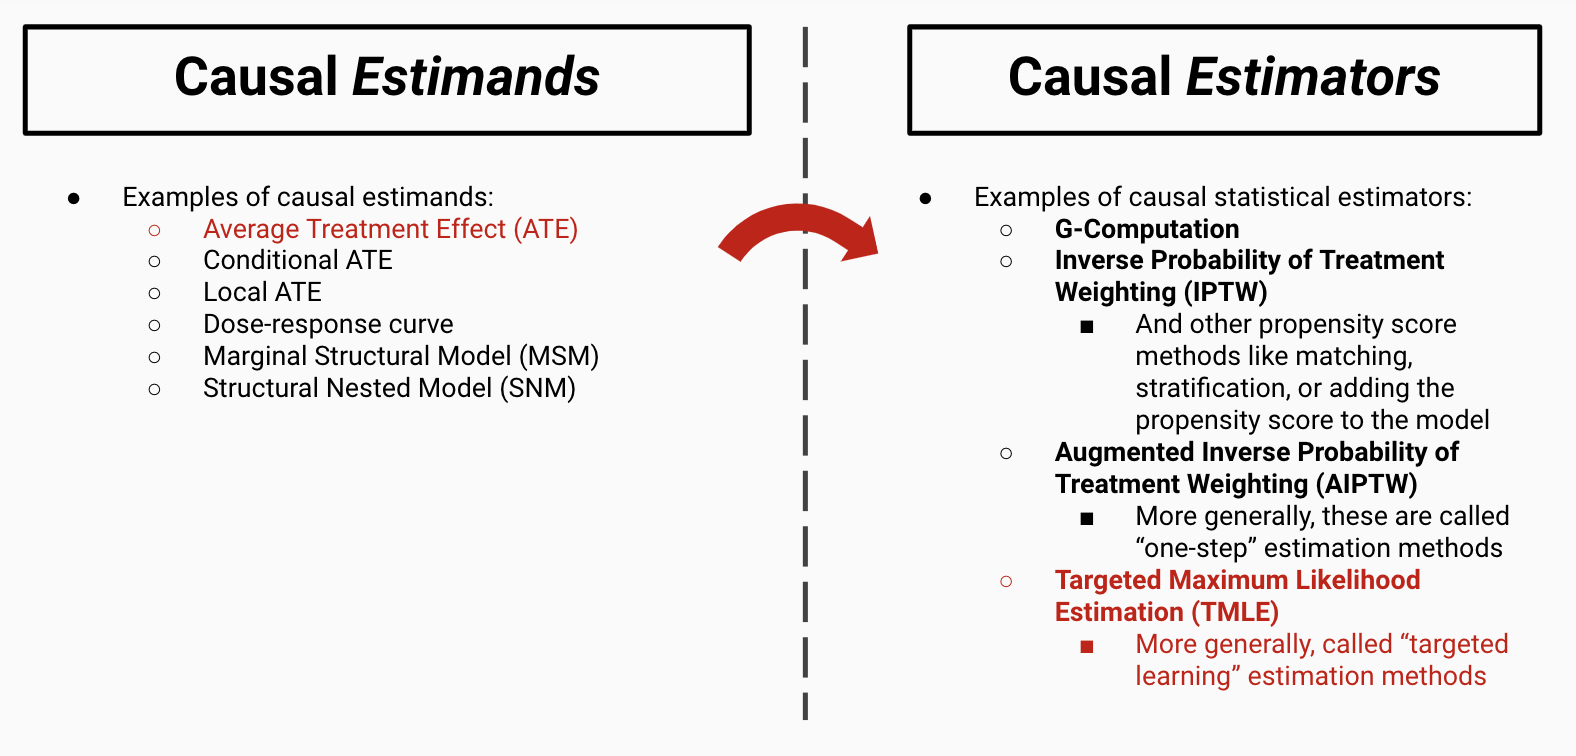 Causal Estimands
● Examples of causal estimands:
○ Average Treatment Effect (ATE)
○ Conditional ATE
○ Local ATE
○ Dose-response curve
○ Marginal Structural Model (MSM)
○ Structural Nested Model (SNM)
Causal Estimators
● Examples of causal statistical estimators:
○ G-Computation
○ Inverse Probability of Treatment
Weighting (IPTW)
■ And other propensity score
methods like matching,
stratification, or adding the
propensity score to the model
○ Augmented Inverse Probability of
Treatment Weighting (AIPTW)
■ More generally, these are called
“one-step” estimation methods
○ Targeted Maximum Likelihood
Estimation (TMLE)
■ More generally, called “targeted
learning” estimation methods